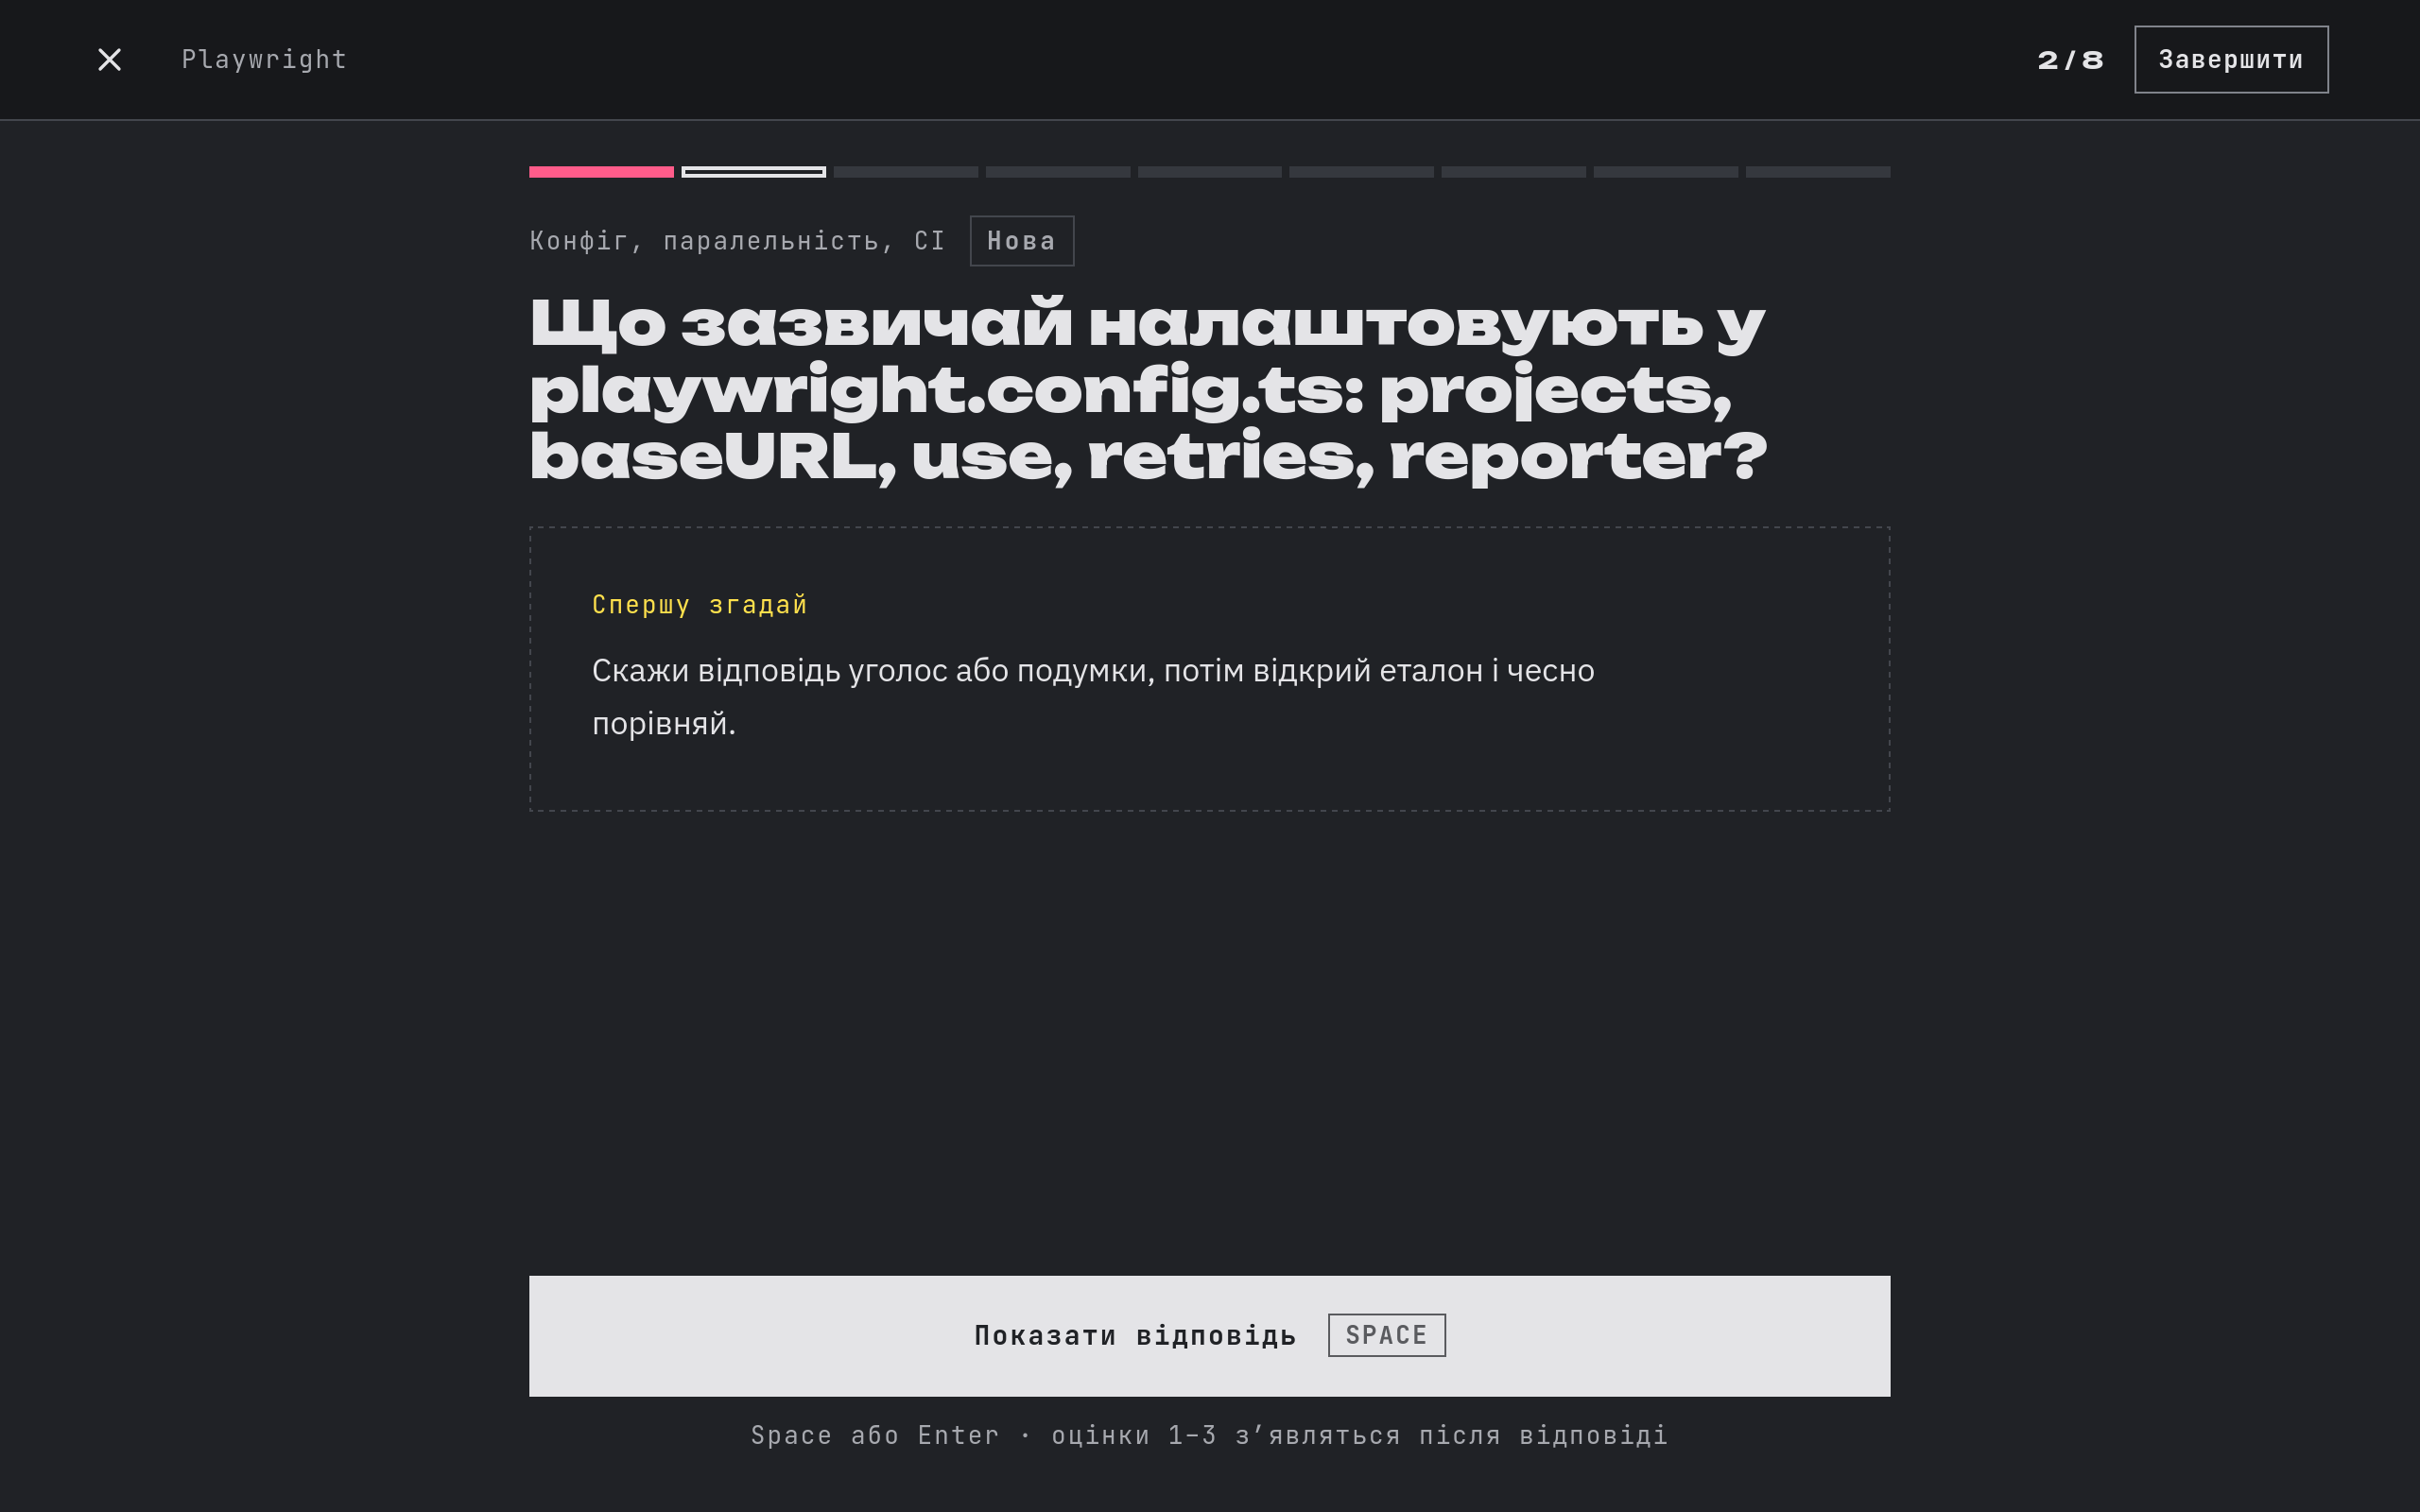 Playwright
2/8
Завершити
Конфіг, паралельність, CI
Нова
Що зазвичай налаштовують у
playwright.config.ts: projects,
baseURL, use, retries, reporter?
Спершу згадай
Скажи відповідь уголос або подумки, потім відкрий еталон і чесно
порівняй.
Показати відповідь
SPACE
Space або Enter · оцінки 1–3 зʼявляться після відповіді